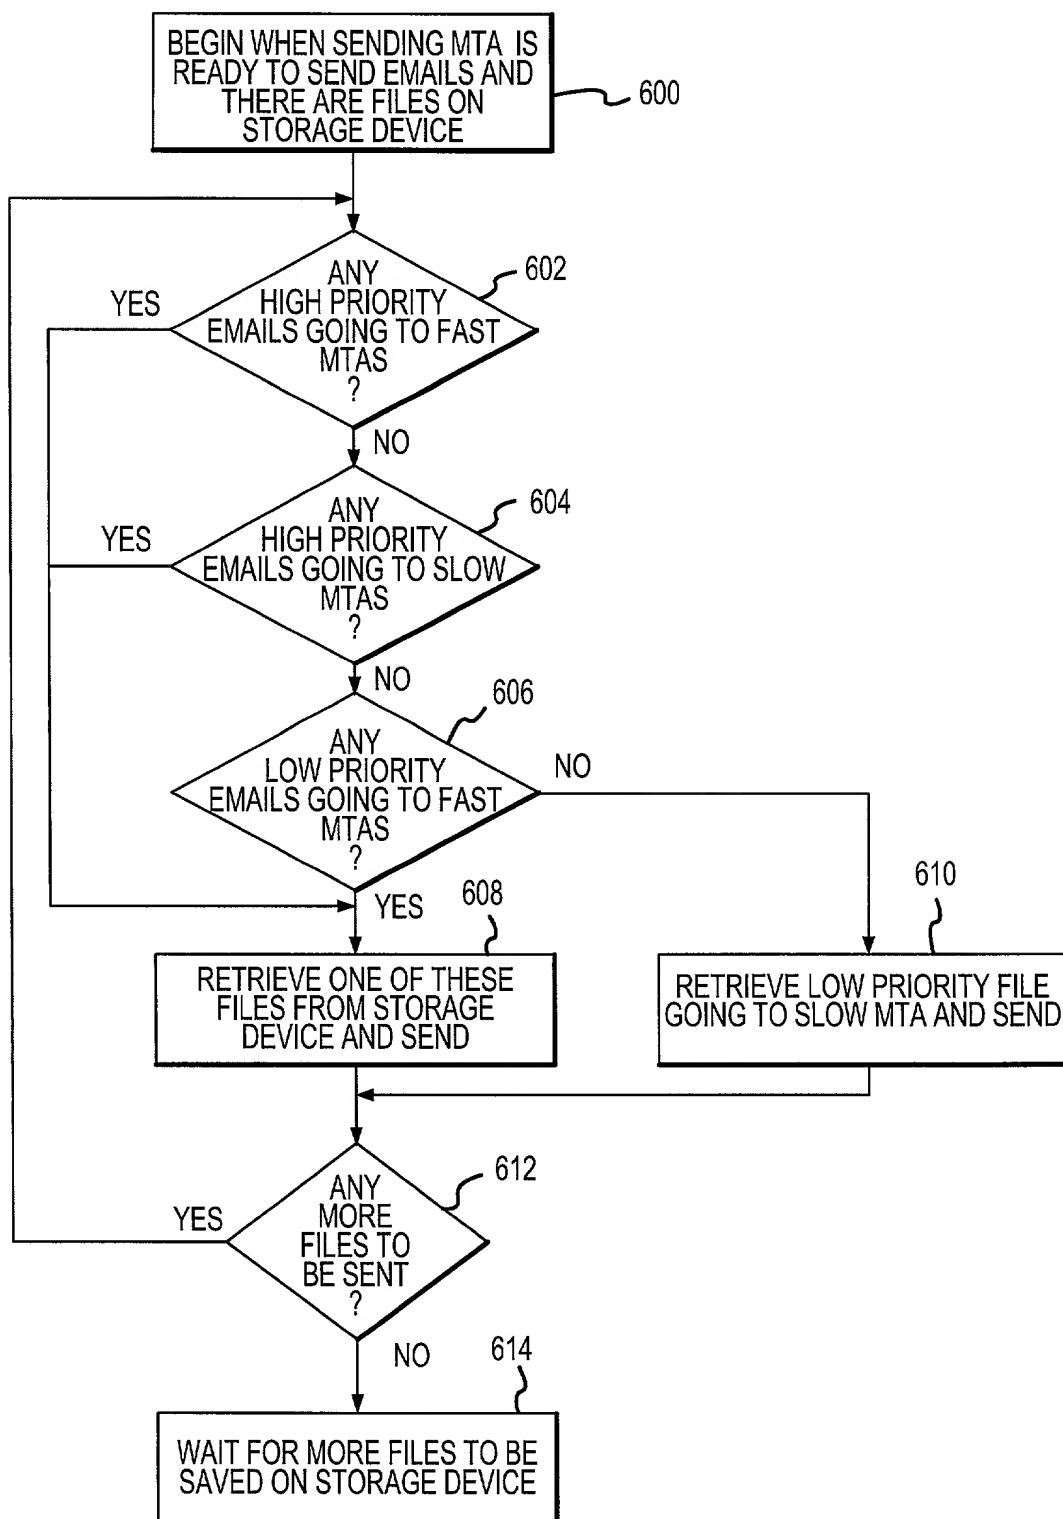 BEGIN WHEN SENDING MTA IS
READY TO SEND EMAILS AND
THERE ARE FILES ON
STORAGE DEVICE
600
ANY
HIGH PRIORITY
EMAILS GOING TO FAST
MTAS
?
602
YES
NO
ANY
HIGH PRIORITY
EMAILS GOING TO SLOW
MTAS
?
604
YES
NO
ANY
LOW PRIORITY
EMAILS GOING TO FAST
MTAS
?
606
NO
YES
608
610
RETRIEVE ONE OF THESE
FILES FROM STORAGE
DEVICE AND SEND
RETRIEVE LOW PRIORITY FILE
GOING TO SLOW MTA AND SEND
ANY
MORE
FILES TO
BE SENT
?
612
YES
NO
614
WAIT FOR MORE FILES TO BE
SAVED ON STORAGE DEVICE